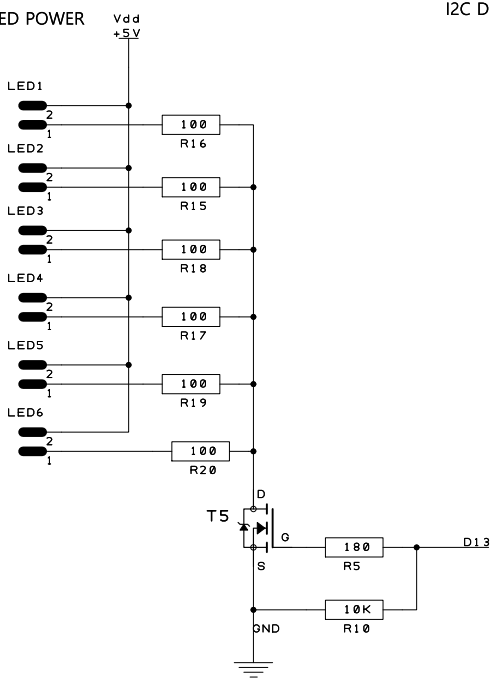 ED POWER
I2C D
Vdd
+5V
LED1
2
1
100
R16
LED2
2
1
100
R15
LED3
2
1
100
R18
LED4
2
1
100
R17
LED5
2
1
100
R19
LED6
2
1
100
R20
D
T5
G
S
180
R5
D13
10K
R10
GND